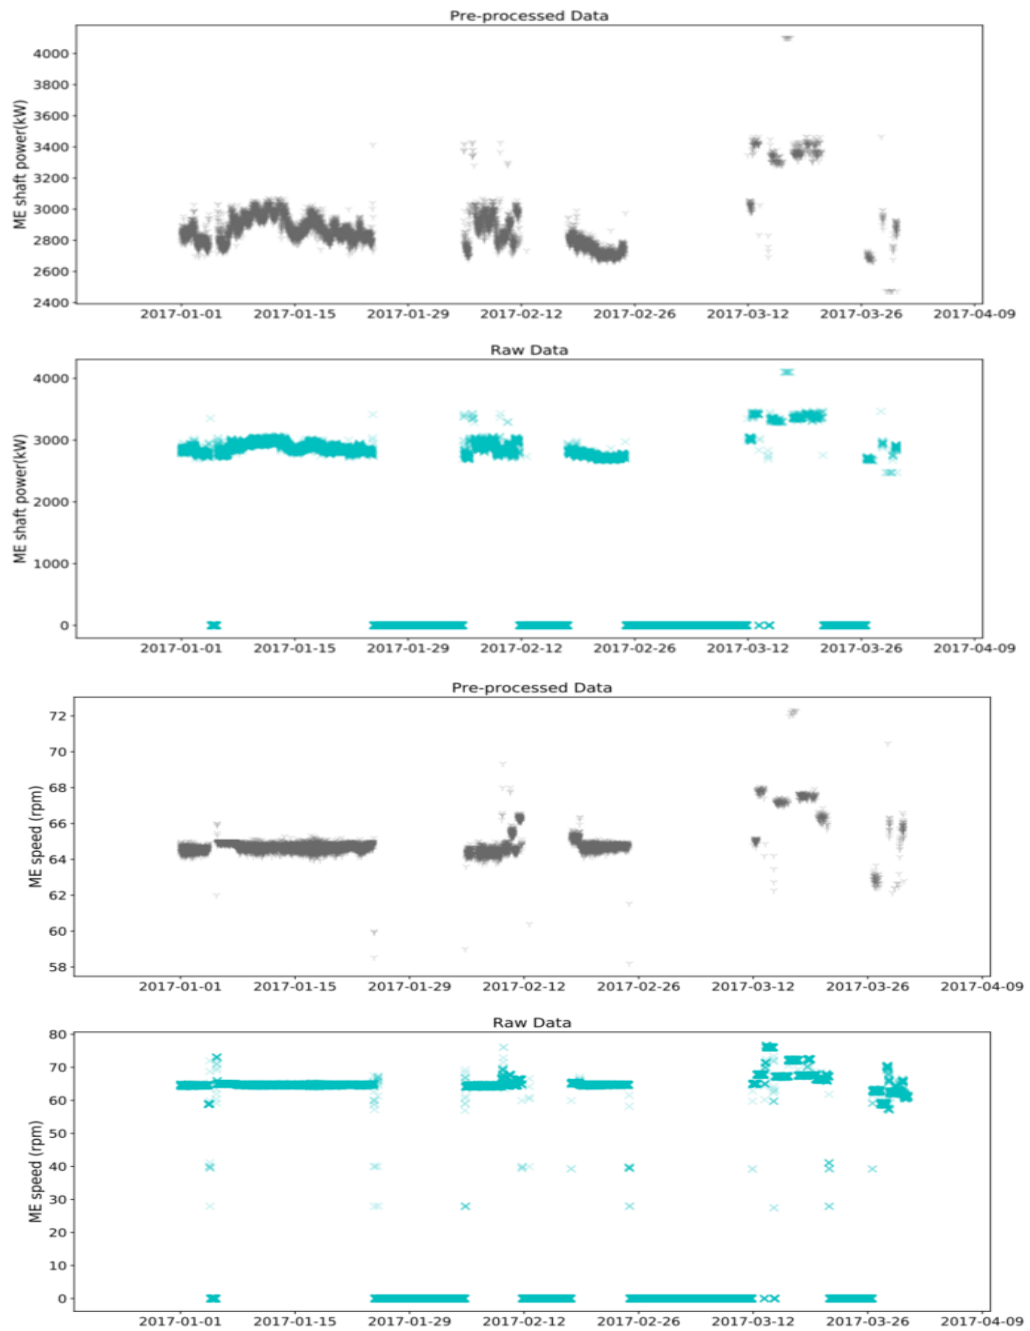 Pre-processed Data
ME shaft power(kW)
4000
3800
3600
3400
3200
3000
2800
2600
2400
2017-01-01 2017-01-15 2017-01-29 2017-02-12 2017-02-26 2017-03-12 2017-03-26 2017-04-09
Raw Data
ME shaft power(kW)
4000
3000
2000
1000
0
2017-01-01 2017-01-15 2017-01-29 2017-02-12 2017-02-26 2017-03-12 2017-03-26 2017-04-09
Pre-processed Data
ME speed (rpm)
72
70
68
66
64
62
60
58
2017-01-01 2017-01-15 2017-01-29 2017-02-12 2017-02-26 2017-03-12 2017-03-26 2017-04-09
Raw Data
ME speed (rpm)
80
70
60
50
40
30
20
10
0
2017-01-01 2017-01-15 2017-01-29 2017-02-12 2017-02-26 2017-03-12 2017-03-26 2017-04-09